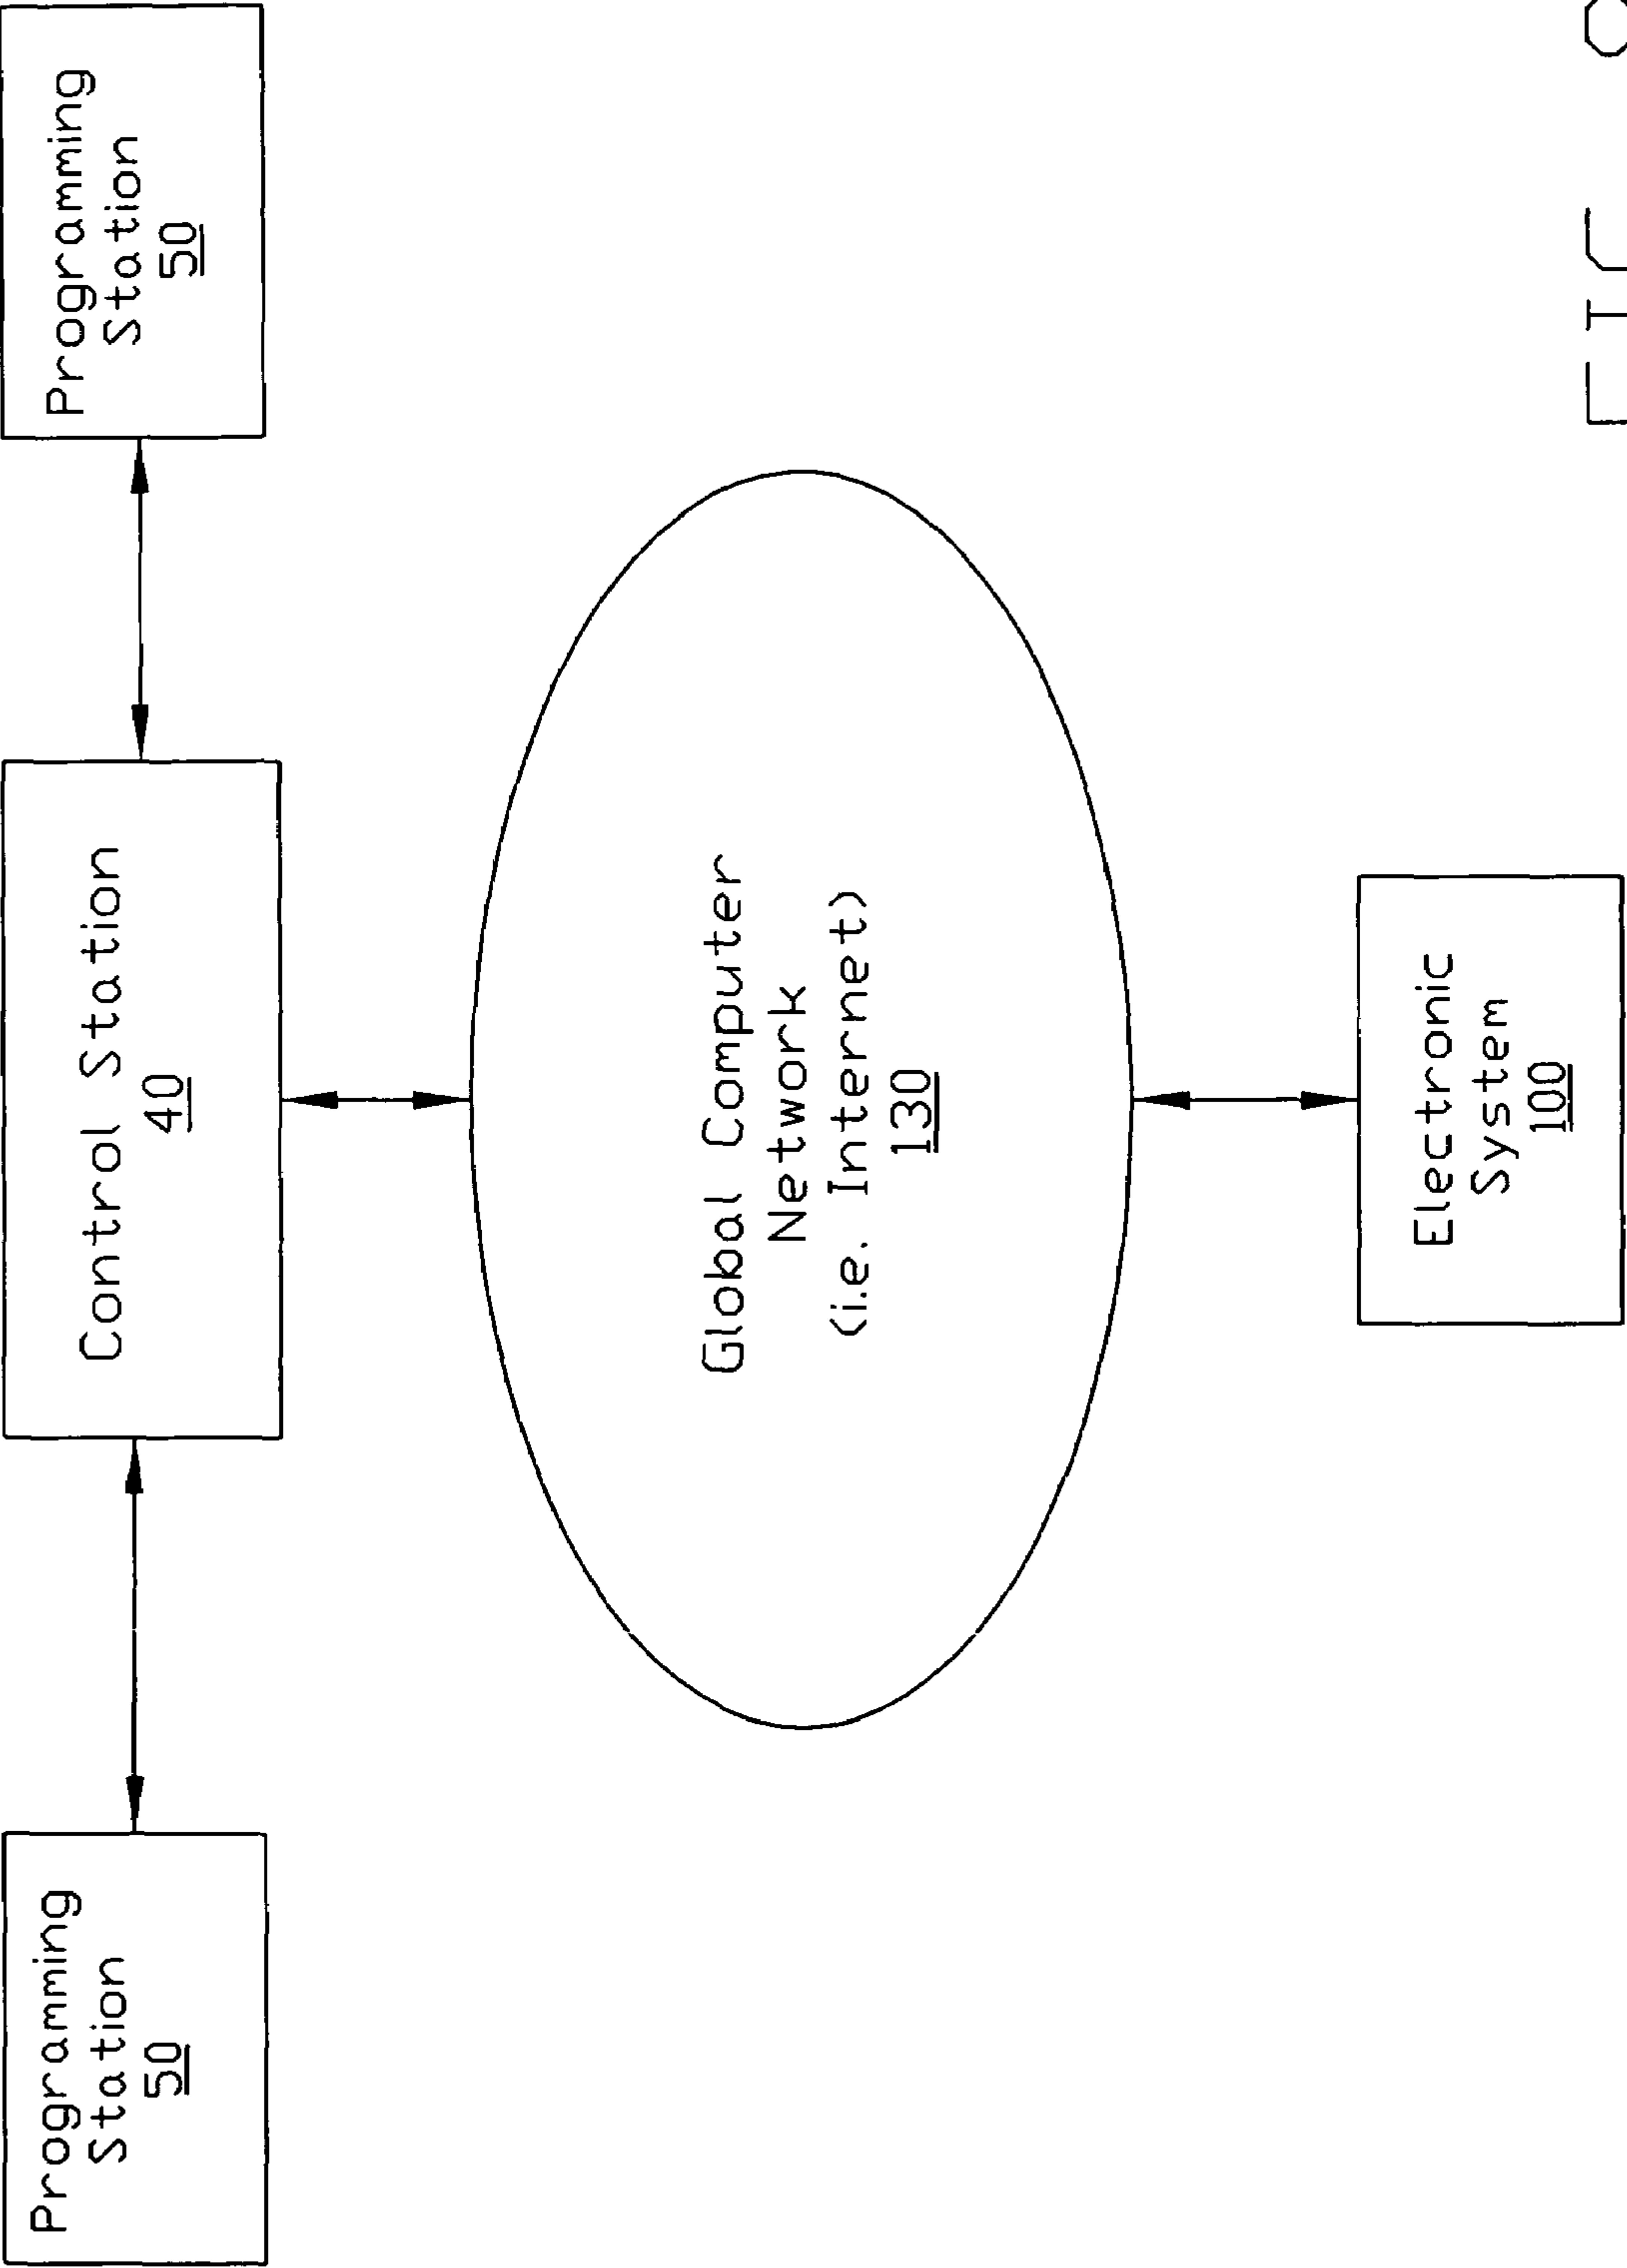 Programming
Station
50
Control Station
40
Programming
Station
50
Global Computer
Network
(i.e. Internet)
130
Electronic
System
100